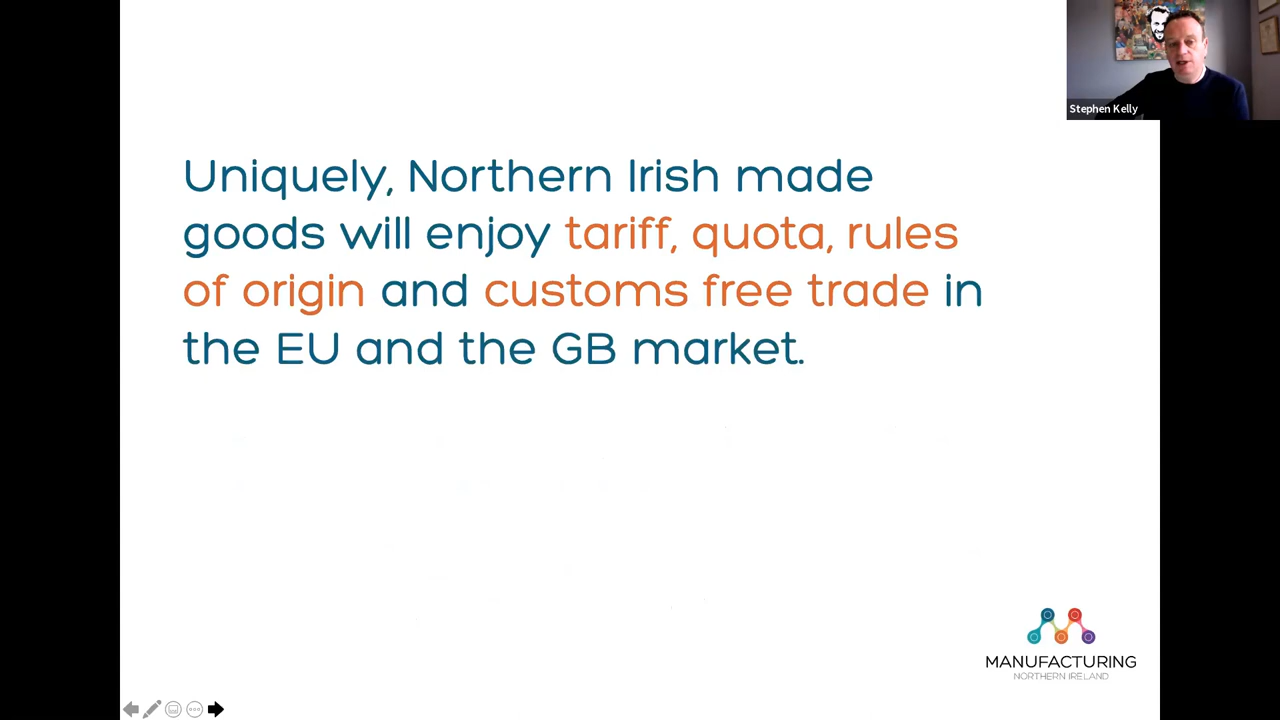 Stephen Kelly
Uniquely, Northern Irish made
goods will enjoy tariff, quota, rules
of origin and customs free trade in
the EU and the GB market.
MANUFACTURING
NORTHERN IRELAND